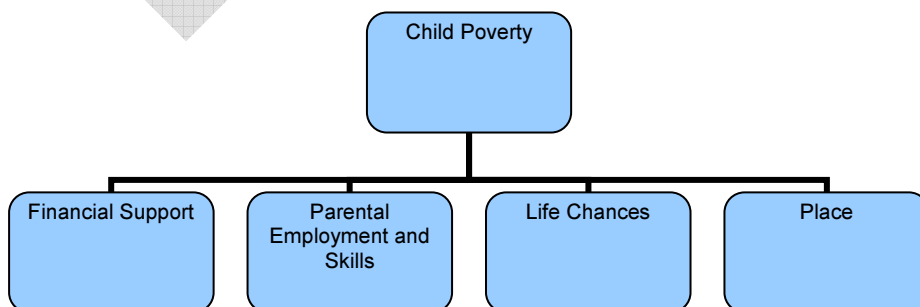 Child Poverty
Financial Support
Parental
Employment and
Skills
Life Chances
Place